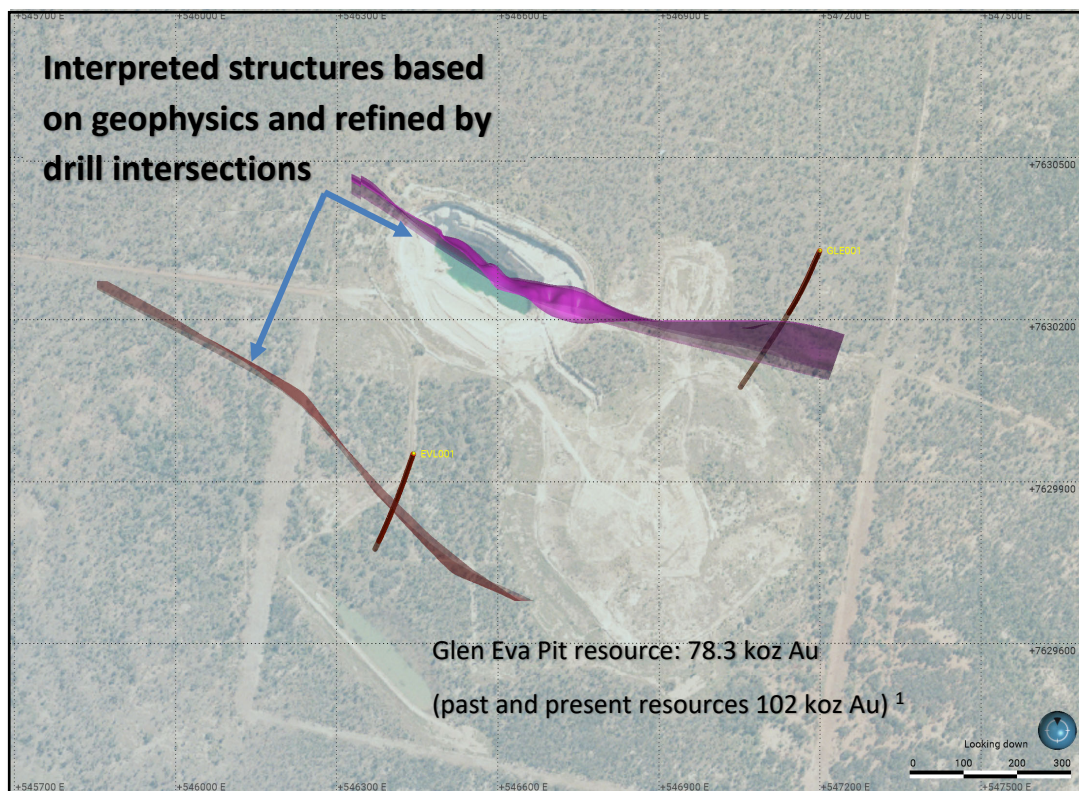 +545700 E
+546000 E
+546300 E
+546600 E
+546900 E
+547200 E
+547500 E
Interpreted structures based
on geophysics and refined by
drill intersections
+7630500
GLE001
+7630200
EVL001
+7629900
Glen Eva Pit resource: 78.3 koz Au
+7629600
(past and present resources 102 koz Au) 1
Looking down
0 100 200 300
+545700 E
+546000 E
+546300 E
+546600 E
+546900 E
+547200 E
+547500 E